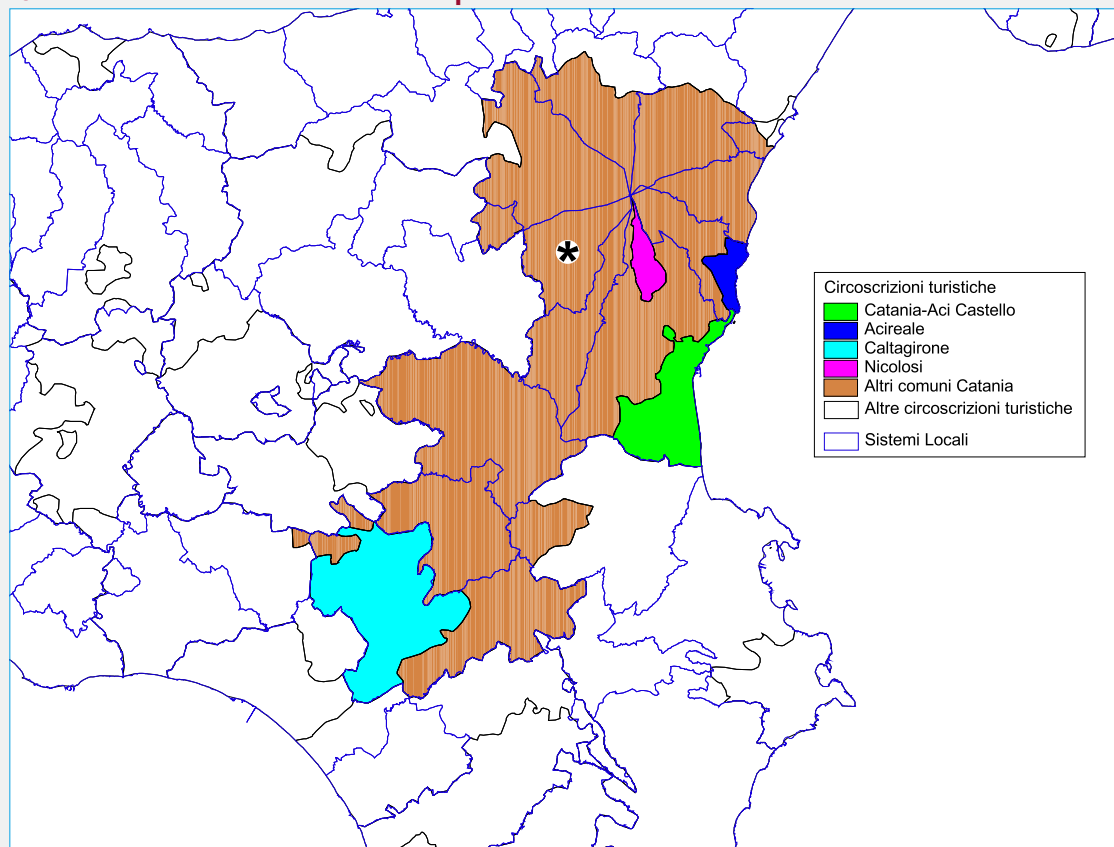 Circoscrizioni turistiche
Catania-Aci Castello
Acireale
Caltagirone
Nicolosi
Altri comuni Catania
Altre circoscrizioni turistiche
Sistemi Locali
*